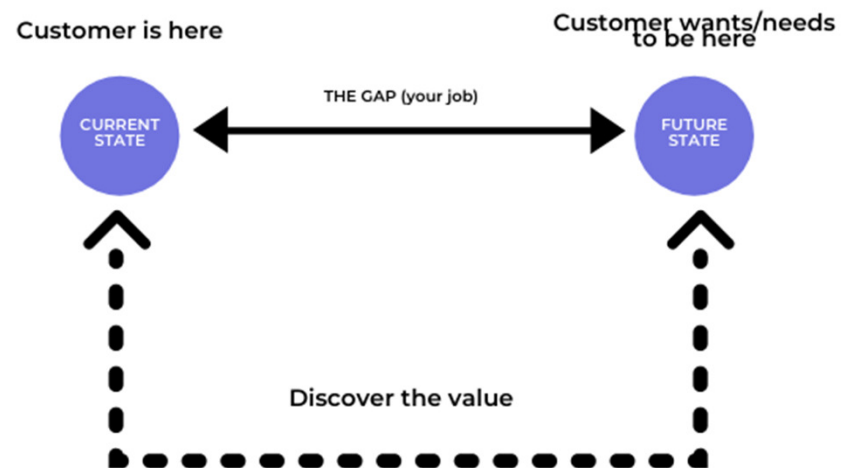 Customer is here
Customer wants/needs
to be here
THE GAP (your job)
CURRENT
STATE
FUTURE
STATE
Discover the value